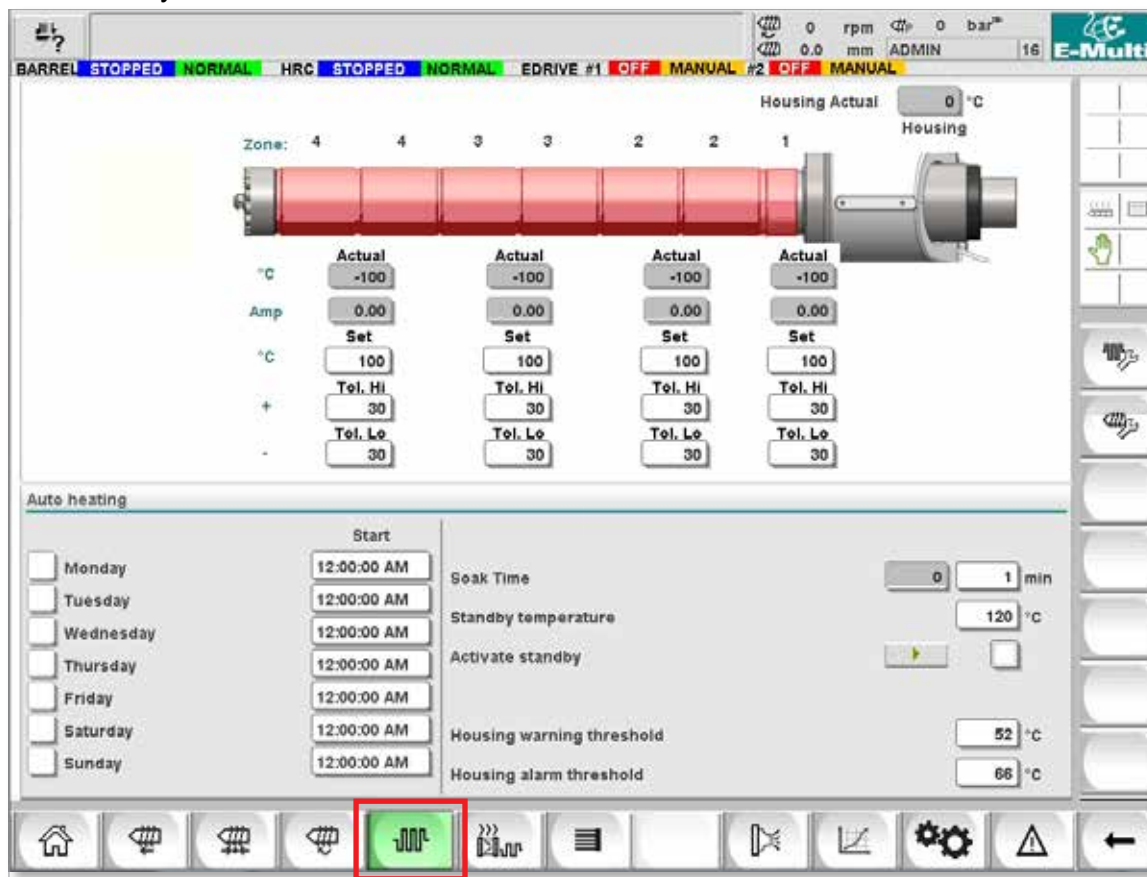 0 rpm 0 bar
0.0 mm ADMIN 16 E-Multi
BARREL STOPPED NORMAL HRC STOPPED NORMAL EDRIVE #1 OFF MANUAL #2 OFF MANUAL
Housing Actual 0 °C
Housing
Zone: 4 4 3 3 2 2 1
Actual Actual Actual Actual
°C -100 -100 -100 -100
Amp 0.00 0.00 0.00 0.00
Set Set Set Set
°C 100 100 100 100
Tol. Hi Tol. Hi Tol. Hi Tol. Hi
+ 30 30 30 30
Tol. Lo Tol. Lo Tol. Lo Tol. Lo
- 30 30 30 30
Auto heating
Start
Monday 12:00:00 AM
Tuesday 12:00:00 AM
Wednesday 12:00:00 AM
Thursday 12:00:00 AM
Friday 12:00:00 AM
Saturday 12:00:00 AM
Sunday 12:00:00 AM
Soak Time 0 1 min
Standby temperature 120 °C
Activate standby
Housing warning threshold 52 °C
Housing alarm threshold 66 °C